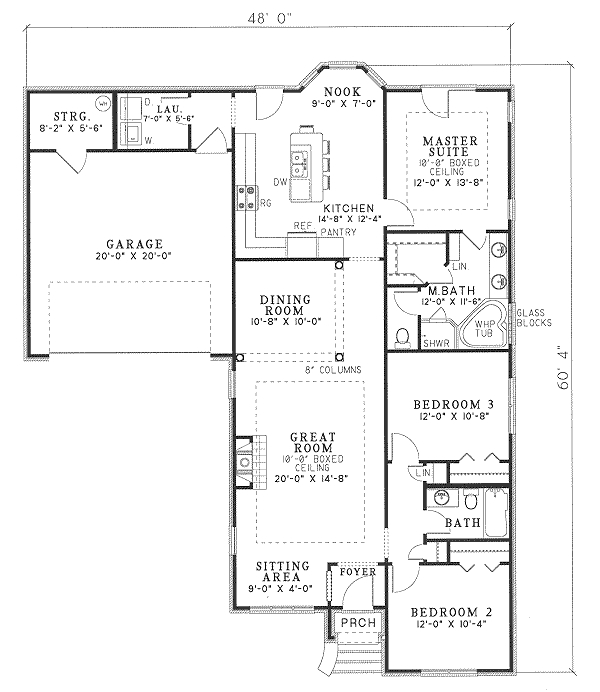 48' 0"
STRG.
8'-2" X 5'-6"
WH
D.
LAU.
7'-0" X 5'-6"
W
NOOK
9'-0" X 7'-0"
MASTER
SUITE
10'-0" BOXED
CEILING
12'-0" X 13'-8"
DW
RG
KITCHEN
14'-8" X 12'-4"
REF.
PANTRY
GARAGE
20'-0" X 20'-0"
LIN
M.BATH
12'-0" X 11'-6"
DINING
ROOM
10'-8" X 10'-0"
GLASS
BLOCKS
WHP
TUB
SHWR
60' 4"
8" COLUMNS
BEDROOM 3
12'-0" X 10'-8"
GREAT
ROOM
10'-0" BOXED
CEILING
20'-0" X 14'-8"
LIN
BATH
SITTING
AREA
9'-0" X 4'-0"
FOYER
PRCH
BEDROOM 2
12'-0" X 10'-4"